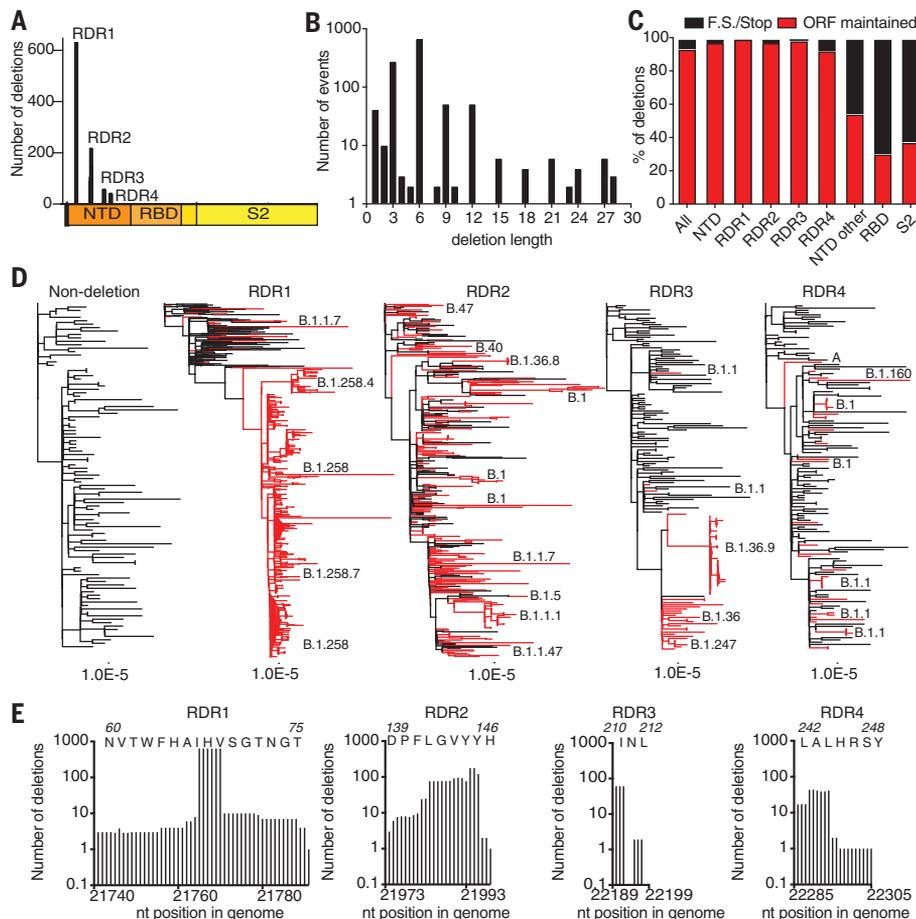 A
Number of deletions
600
400
200
0
RDR1
RDR2
RDR3
RDR4
NTD RBD S2
B
Number of events
1000
100
10
1
0 3 6 9 12 15 18 21 24 27 30
deletion length
C
F.S./Stop ORF maintained
% of deletions
100
80
60
40
20
0
All NTD RDR1 RDR2 RDR3 RDR4 NTD other RBD S2
D
Non-deletion
RDR1
B.1.1.7
B.1.258.4
B.1.258
B.1.258.7
B.1.258
RDR2
B.47
B.40
B.1.36.8
B.1
B.1
B.1
B.1.1.7
B.1.5
B.1.1.1
B.1.1.47
RDR3
B.1.1
B.1.1
B.1.36.9
B.1.36
B.1.247
RDR4
A
B.1.160
B.1
B.1
B.1.1
B.1.1
B.1.1
1.0E-5 1.0E-5 1.0E-5 1.0E-5 1.0E-5
E
RDR1
60 75
N V T W F H A I H V S G T N G T
Number of deletions
1000
100
10
1
0.1
21740 21760 21780
nt position in genome
RDR2
139 146
D P F L G V Y Y H
Number of deletions
1000
100
10
1
0.1
21973 21993
nt position in genome
RDR3
210 212
I N L
Number of deletions
1000
100
10
1
0.1
22189 22199
nt position in genome
RDR4
242 248
L A L H R S Y
Number of deletions
1000
100
10
1
0.1
22285 22305
nt position in genome